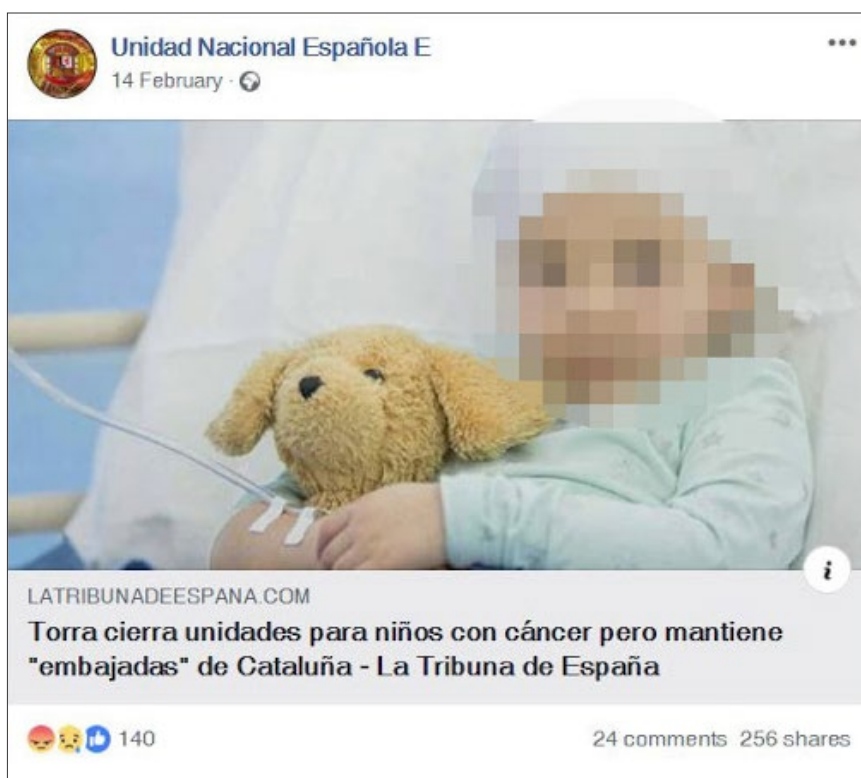 Unidad Nacional Española E
14 February ·
LATRIBUNADEESPANA.COM
Torra cierra unidades para niños con cáncer pero mantiene
"embajadas" de Cataluña - La Tribuna de España
140
24 comments 256 shares